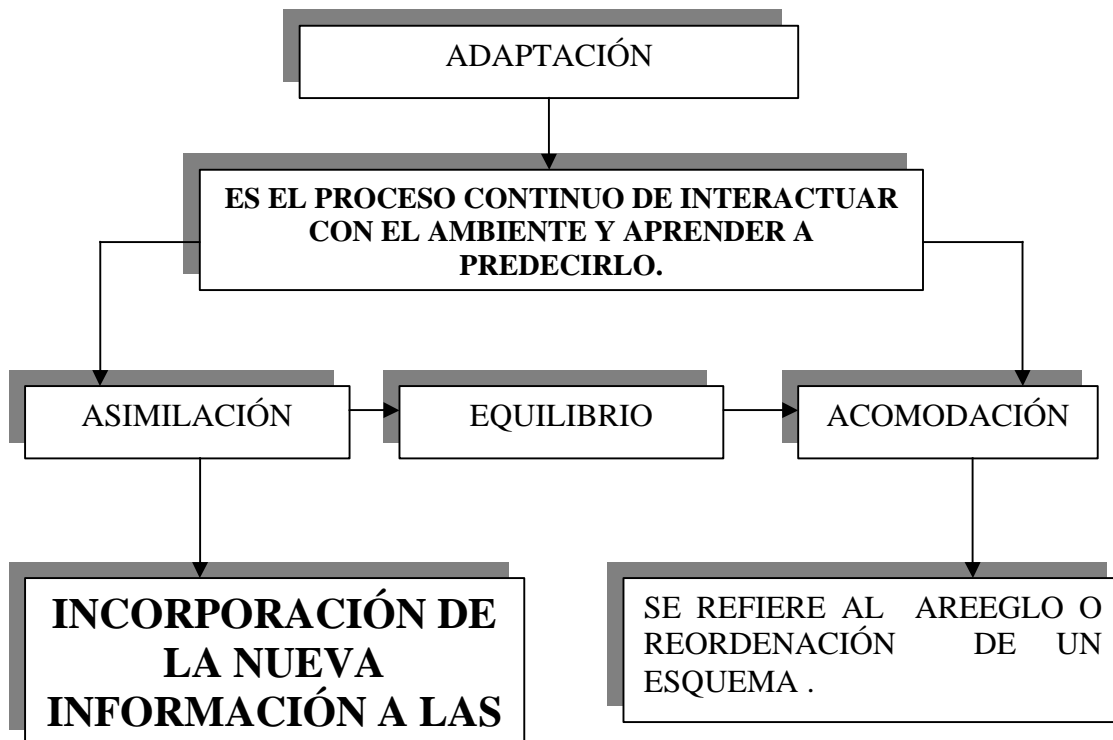 ADAPTACIÓN
ES EL PROCESO CONTINUO DE INTERACTUAR
CON EL AMBIENTE Y APRENDER A
PREDECIRLO.
ASIMILACIÓN
EQUILIBRIO
ACOMODACIÓN
INCORPORACIÓN DE
LA NUEVA
INFORMACIÓN A LAS
SE REFIERE AL AREEGLO O
REORDENACIÓN DE UN
ESQUEMA .